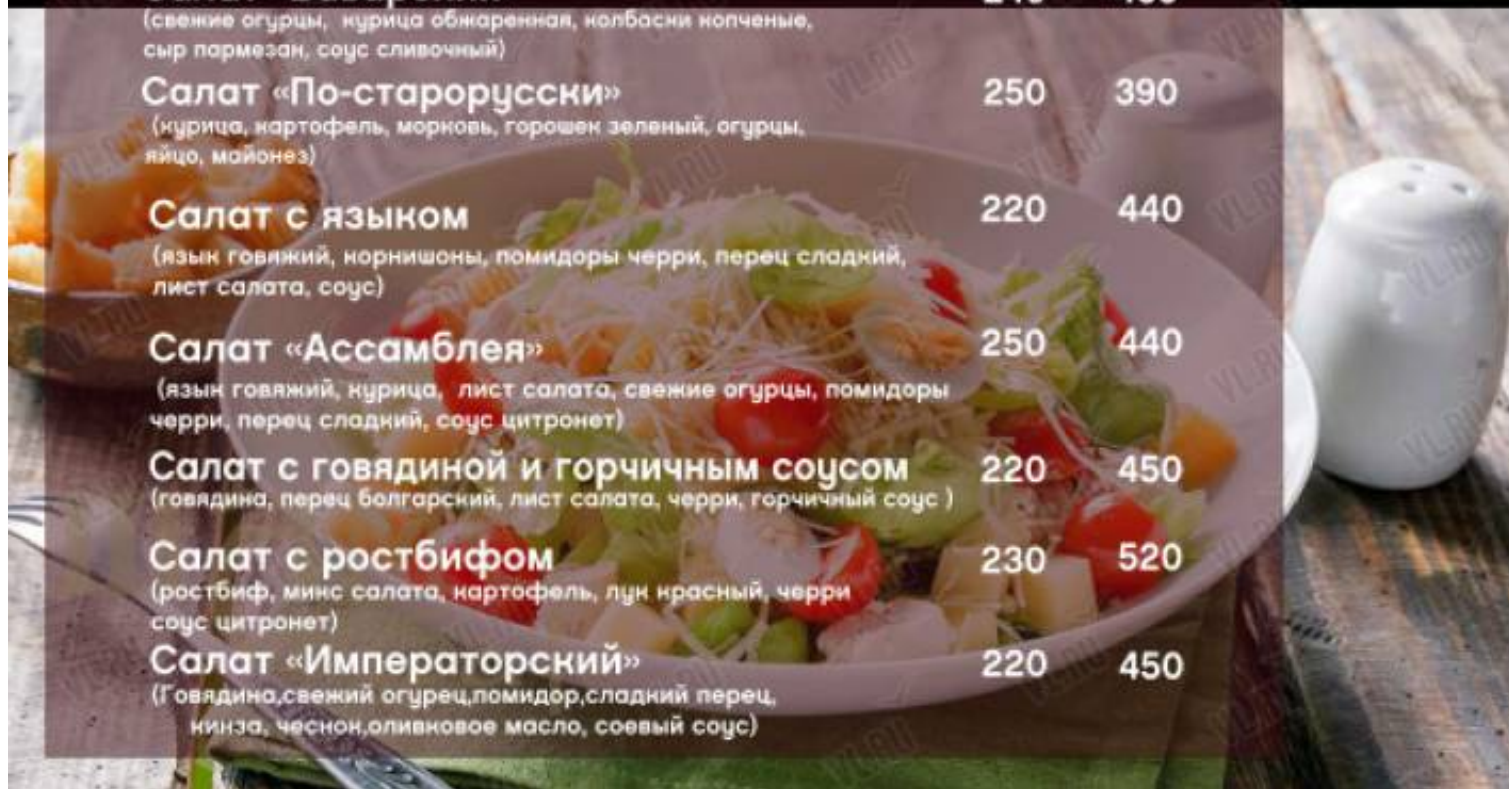 (свежие огурцы, курица обжаренная, колбаски копченые,
сыр пармезан, соус сливочный)
Салат «По-старорусски» 250 390
(курица, картофель, морковь, горошек зеленый, огурцы,
яйцо, майонез)
Салат с языком 220 440
(язык говяжий, корнишоны, помидоры черри, перец сладкий,
лист салата, соус)
Салат «Ассамблея» 250 440
(язык говяжий, курица, лист салата, свежие огурцы, помидоры
черри, перец сладкий, соус цитронет)
Салат с говядиной и горчичным соусом 220 450
(говядина, перец болгарский, лист салата, черри, горчичный соус )
Салат с ростбифом 230 520
(ростбиф, микс салата, картофель, лук красный, черри
соус цитронет)
Салат «Императорский» 220 450
(Говядина,свежий огурец,помидор,сладкий перец,
кинза, чеснок,оливковое масло, соевый соус)
VL.RU